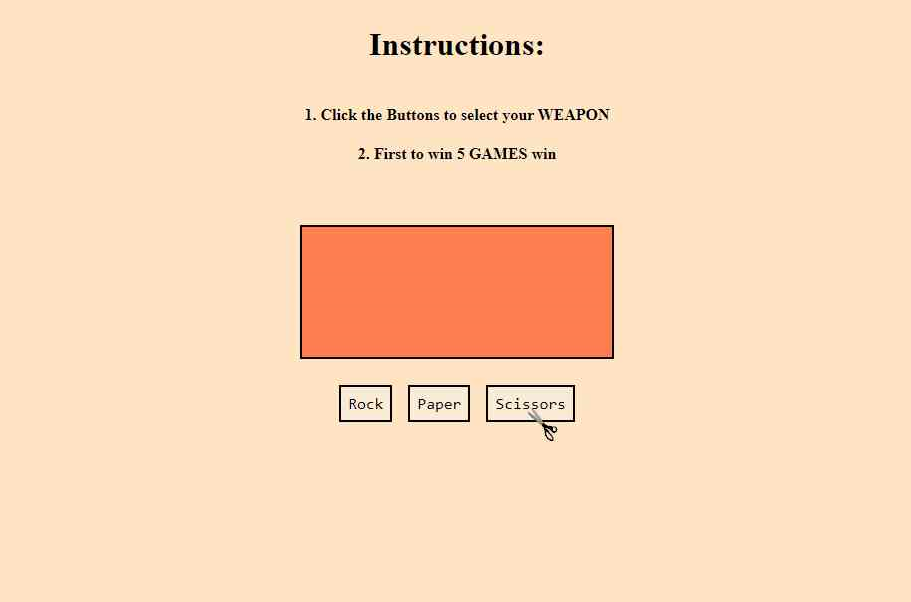 Instructions:
1. Click the Buttons to select your WEAPON
2. First to win 5 GAMES win
Rock Paper Scissors